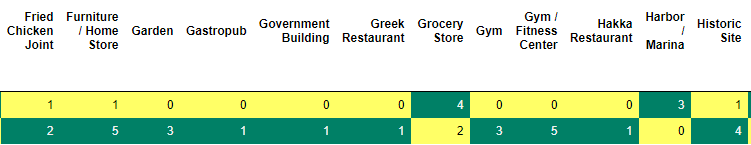 Fried Chicken Joint	Furniture / Home Store	Garden	Gastropub	Government Building	Greek Restaurant	Grocery Store	Gym	Gym / Fitness Center	Hakka Restaurant	Harbor / Marina	Historic Site
1	1	0	0	0	0	4	0	0	0	3	1
2	5	3	1	1	1	2	3	5	1	0	4